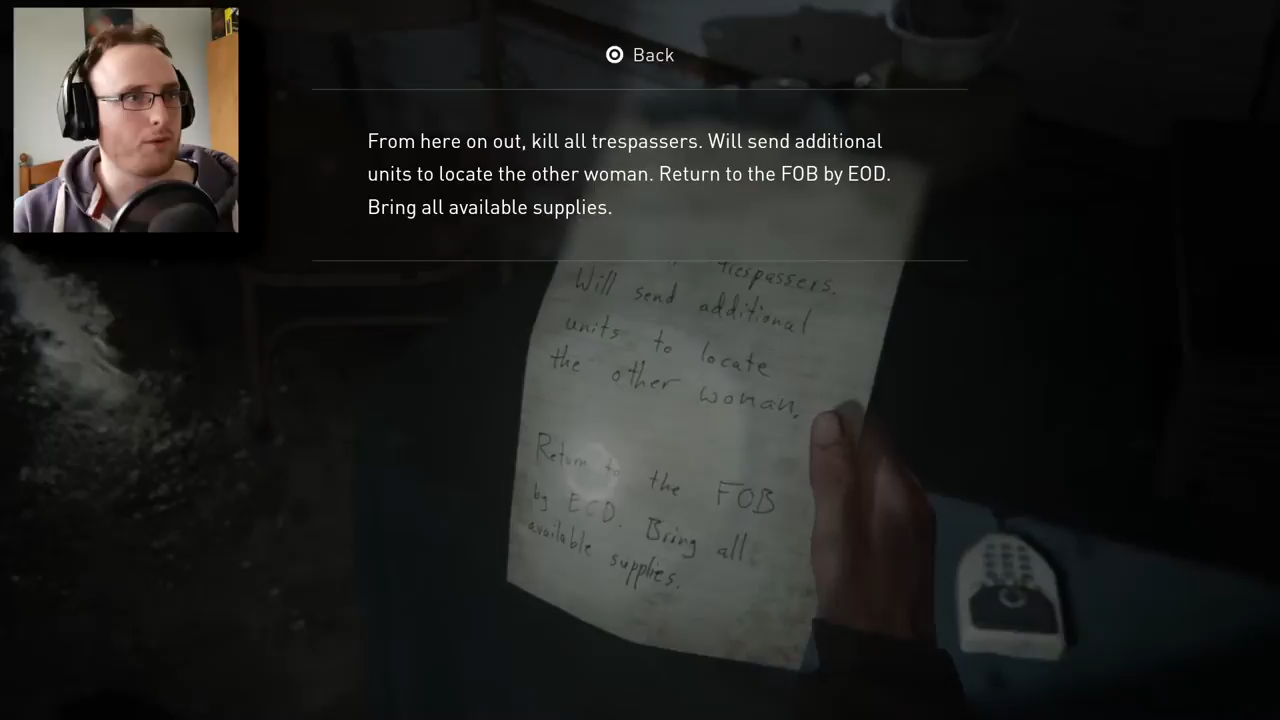 Back
From here on out, kill all trespassers. Will send additional
units to locate the other woman. Return to the FOB by EOD.
Bring all available supplies.
trespassers.
Will send additional
units to locate
the other woman.
Return to the FOB
by EOD. Bring all
available supplies.